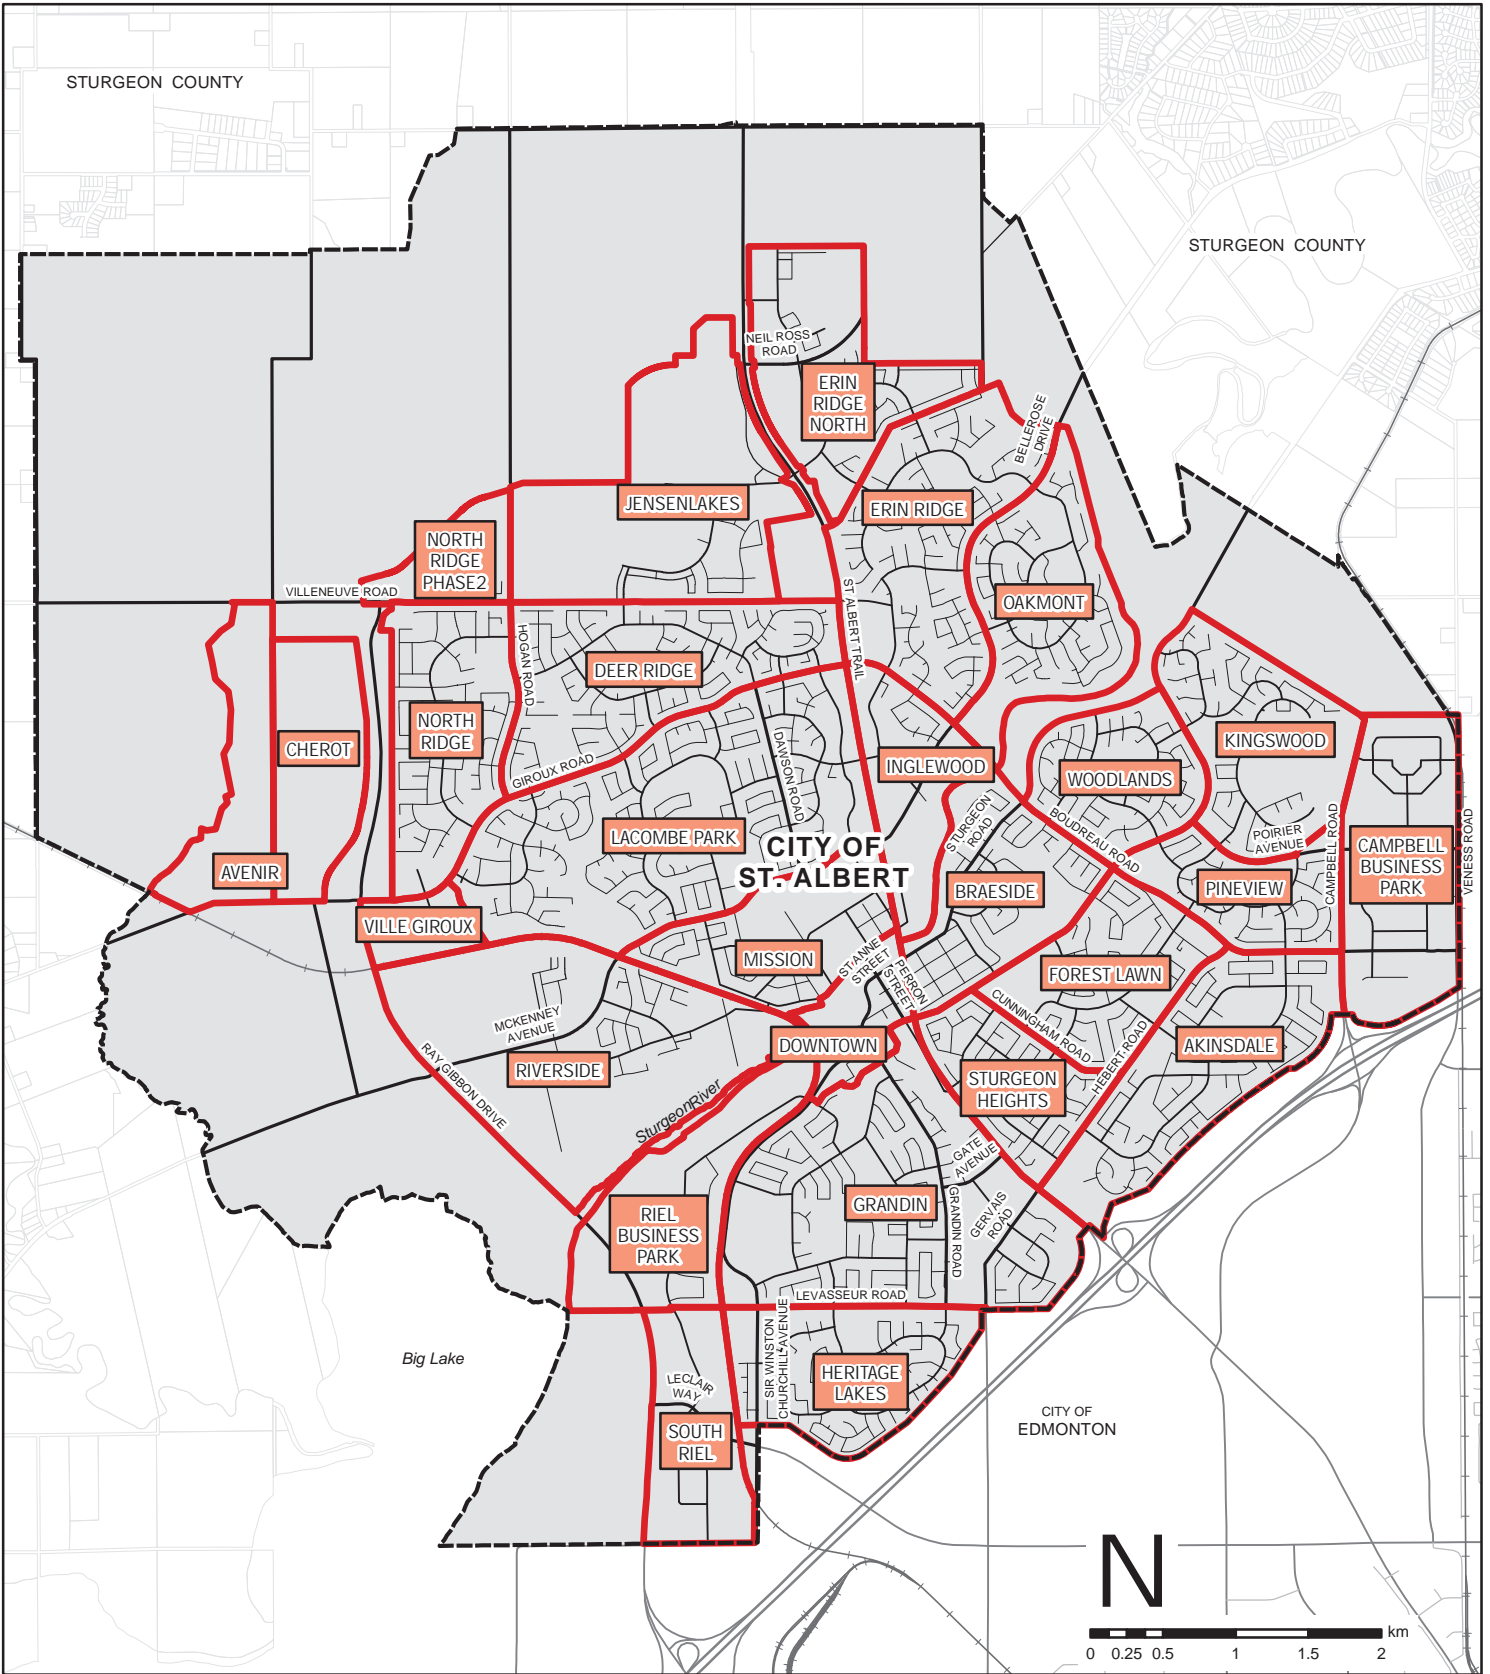 STURGEON COUNTY
STURGEON COUNTY
NEIL ROSS
ROAD
ERIN
RIDGE
NORTH
BELLEROSE
DRIVE
JENSENLAKES
ERIN RIDGE
NORTH
RIDGE
PHASE2
VILLENEUVE ROAD
OAKMONT
ST ALBERT TRAIL
HOGAN ROAD
DEER RIDGE
NORTH
RIDGE
CHEROT
KINGSWOOD
DAWSON ROAD
INGLEWOOD
GIROUX ROAD
WOODLANDS
STURGEON
ROAD
BOUDREAU ROAD
POIRIER
AVENUE
CAMPBELL ROAD
VENESS ROAD
LACOMBE PARK
CITY OF
ST. ALBERT
CAMPBELL
BUSINESS
PARK
AVENIR
BRAESIDE
PINEVIEW
VILLE GIROUX
MISSION
ST ANNE
STREET
PERRON
STREET
FOREST LAWN
MCKENNEY
AVENUE
CUNNINGHAM ROAD
HEBERT ROAD
DOWNTOWN
AKINSDALE
RIVERSIDE
RAY GIBBON DRIVE
SturgeonRiver
STURGEON
HEIGHTS
GATE
AVENUE
GRANDIN
GRANDIN ROAD
GERVAIS
ROAD
RIEL
BUSINESS
PARK
LEVASSEUR ROAD
SIR WINSTON
CHURCHILL AVENUE
Big Lake
HERITAGE
LAKES
LECLAIR
WAY
CITY OF
EDMONTON
SOUTH
RIEL
N
km
0 0.25 0.5 1 1.5 2